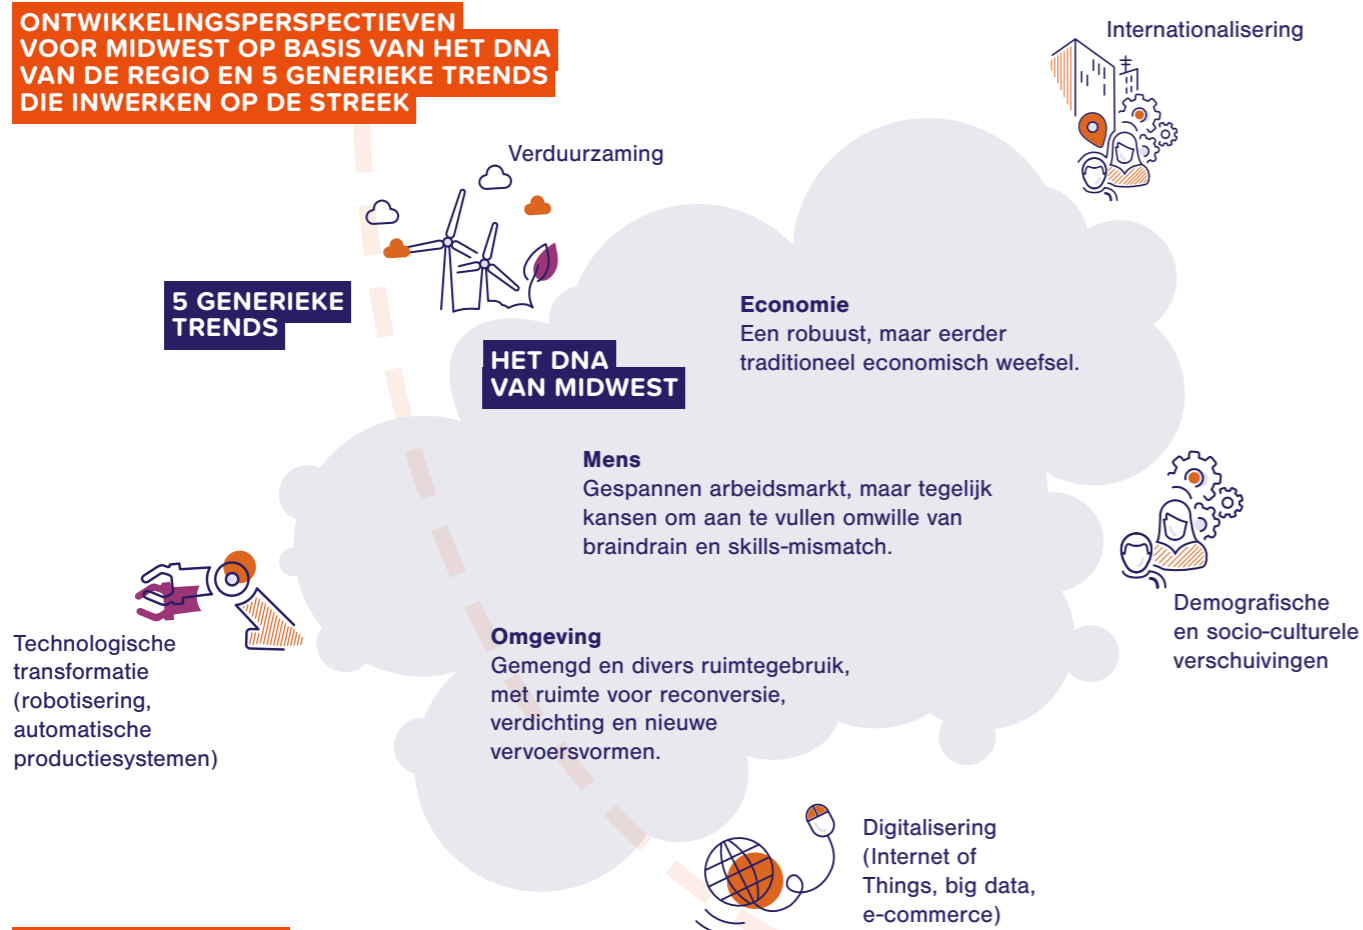 ONTWIKKELINGSPERSPECTIEVEN
VOOR MIDWEST OP BASIS VAN HET DNA
VAN DE REGIO EN 5 GENERIEKE TRENDS
DIE INWERKEN OP DE STREEK
Internationalisering
Verduurzaming
5 GENERIEKE
TRENDS
HET DNA
VAN MIDWEST
Economie
Een robuust, maar eerder
traditioneel economisch weefsel.
Mens
Gespannen arbeidsmarkt, maar tegelijk
kansen om aan te vullen omwille van
braindrain en skills-mismatch.
Demografische
en socio-culturele
verschuivingen
Technologische
transformatie
(robotisering,
automatische
productiesystemen)
Omgeving
Gemengd en divers ruimtegebruik,
met ruimte voor reconversie,
verdichting en nieuwe
vervoersvormen.
Digitalisering
(Internet of
Things, big data,
e-commerce)